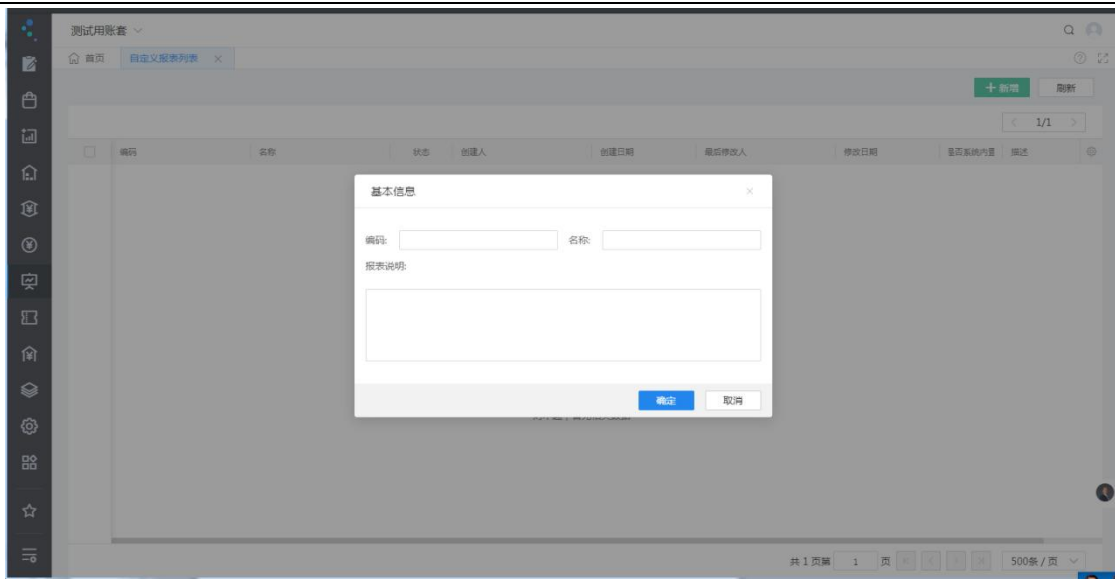 测试用账套
首页 自定义报表列表
新增 刷新
1/1
编码 名称 状态 创建人 创建日期 最后修改人 修改日期 是否系统内置 描述
基本信息
编码: 名称:
报表说明:
确定 取消
共1页第 1 页 500条/页